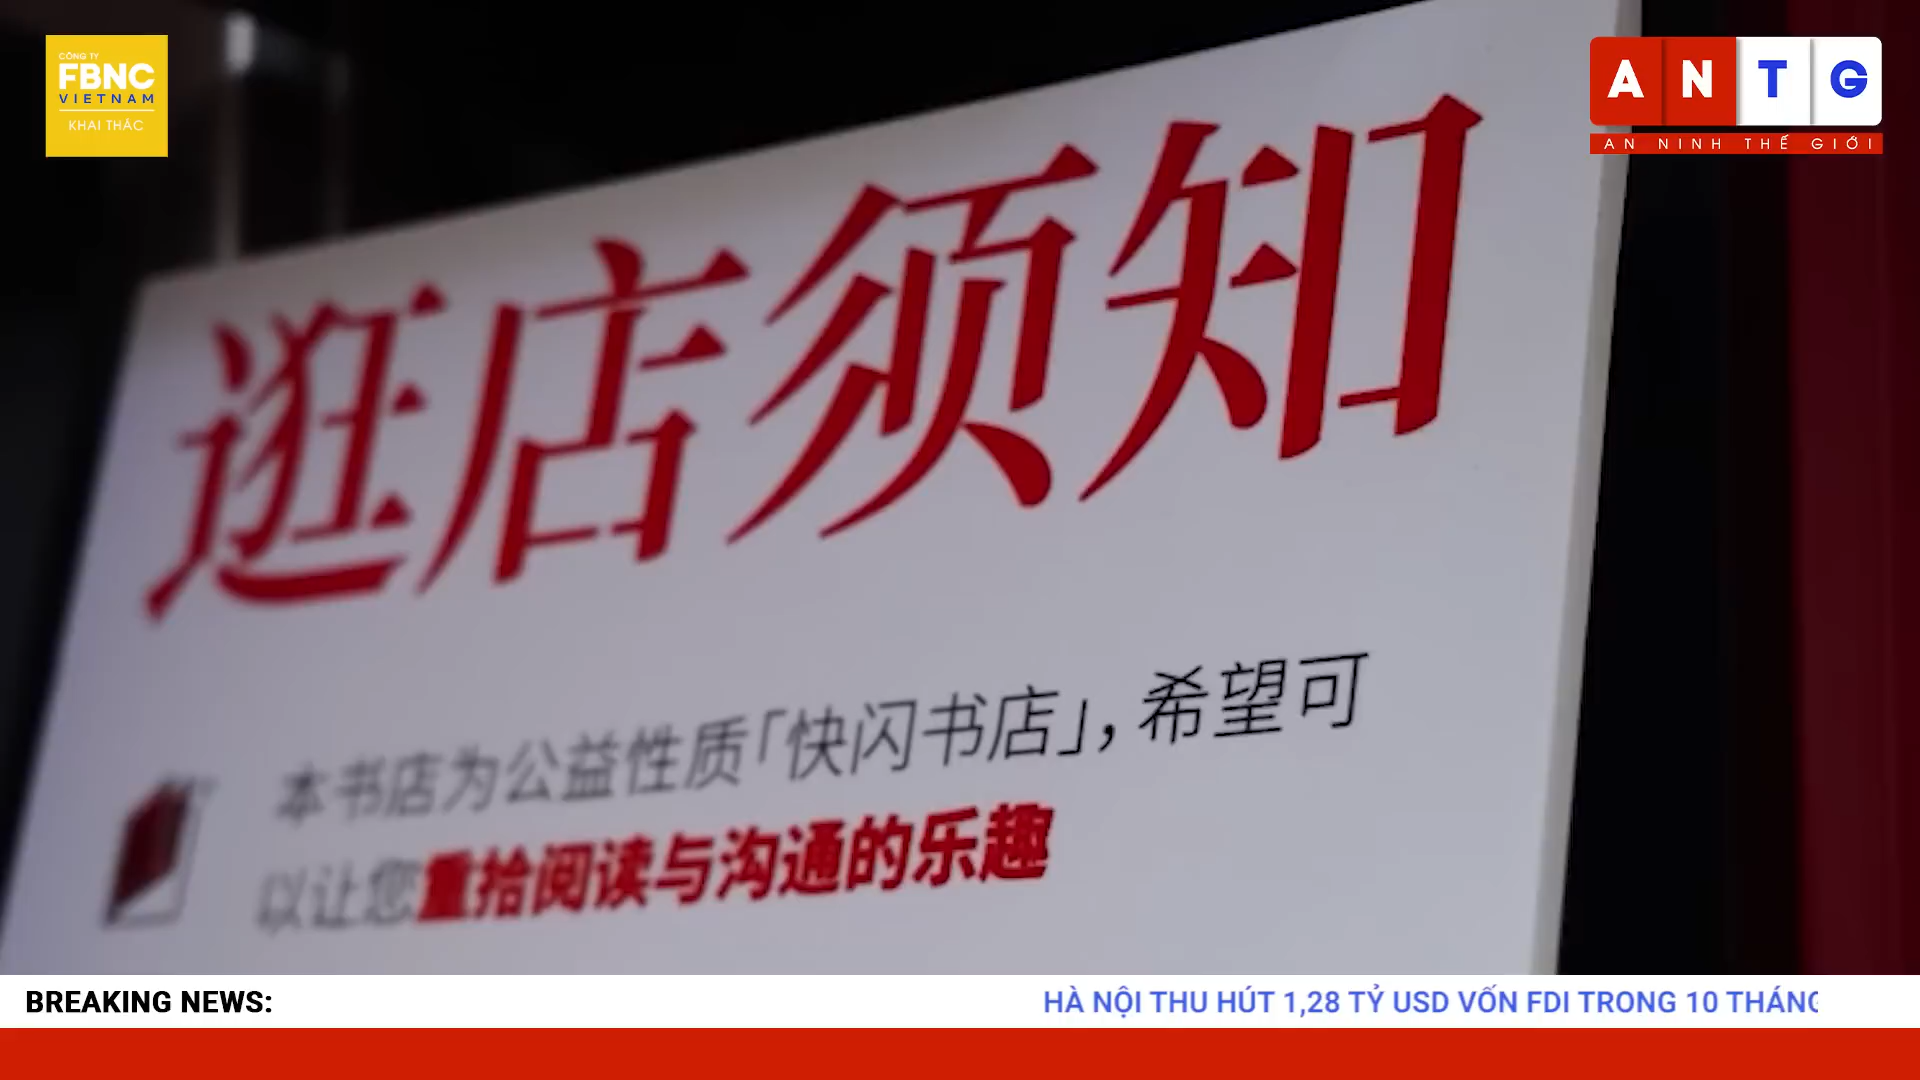 CÔNG TY
FBNC
VIETNAM
KHAI THÁC
ANTG
AN NINH THẾ GIỚI
逛店须知
本书店为公益性质「快闪书店」，希望可
以让您重拾阅读与沟通的乐趣
BREAKING NEWS:
HÀ NỘI THU HÚT 1,28 TỶ USD VỐN FDI TRONG 10 THÁNG